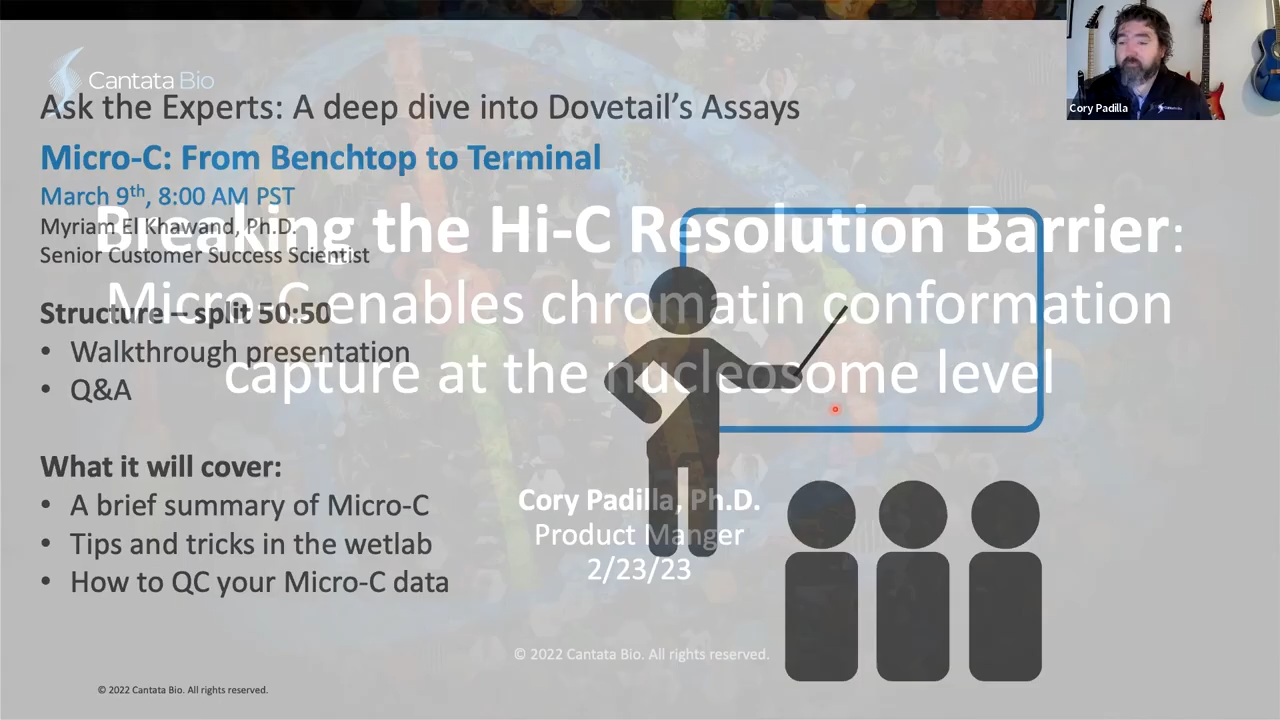 Cantata Bio
Ask the Experts: A deep dive into Dovetail's Assays
Micro-C: From Benchtop to Terminal
March 9th, 8:00 AM PST
Myriam El Khawand, Ph.D.
Senior Customer Success Scientist
Structure – split 50:50
• Walkthrough presentation
• Q&A
What it will cover:
• A brief summary of Micro-C
• Tips and tricks in the wetlab
• How to QC your Micro-C data
© 2022 Cantata Bio. All rights reserved.
Breaking the Hi-C Resolution Barrier:
Micro-C enables chromatin conformation
capture at the nucleosome level
Cory Padilla, Ph.D.
Product Manger
2/23/23
© 2022 Cantata Bio. All rights reserved.
Cory Padilla